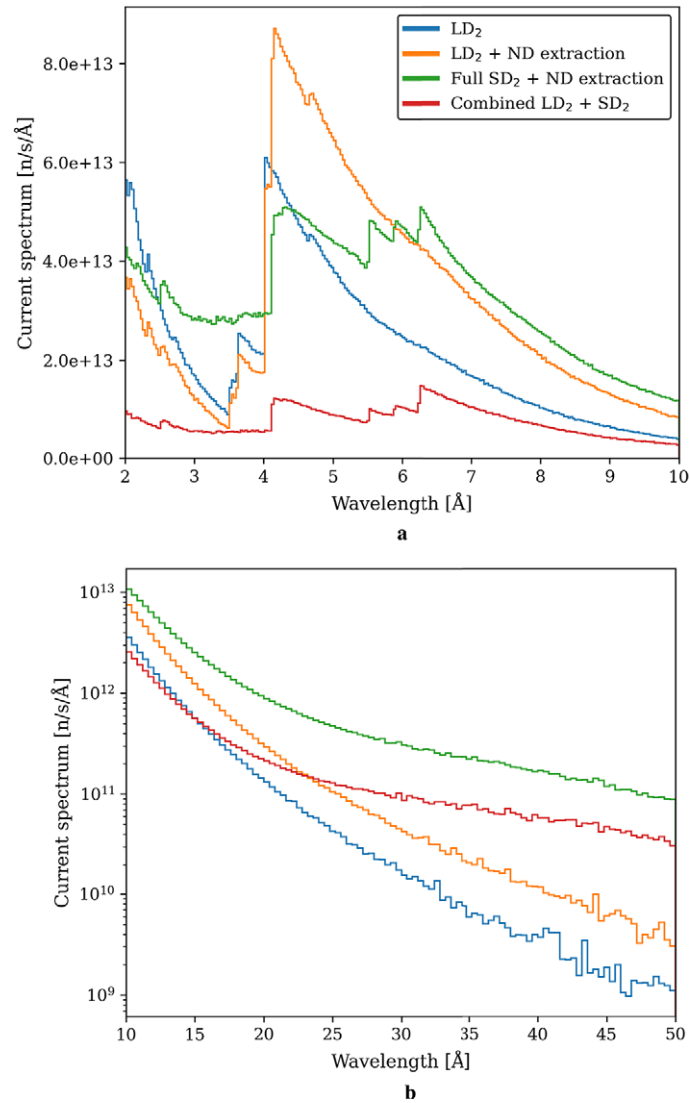 8.0e+13
6.0e+13
4.0e+13
2.0e+13
0.0e+00
Current spectrum [n/s/Å]
LD₂
LD₂ + ND extraction
Full SD₂ + ND extraction
Combined LD₂ + SD₂
2 3 4 5 6 7 8 9 10
Wavelength [Å]
a
10¹³
10¹²
10¹¹
10¹⁰
10⁹
Current spectrum [n/s/Å]
10 15 20 25 30 35 40 45 50
Wavelength [Å]
b